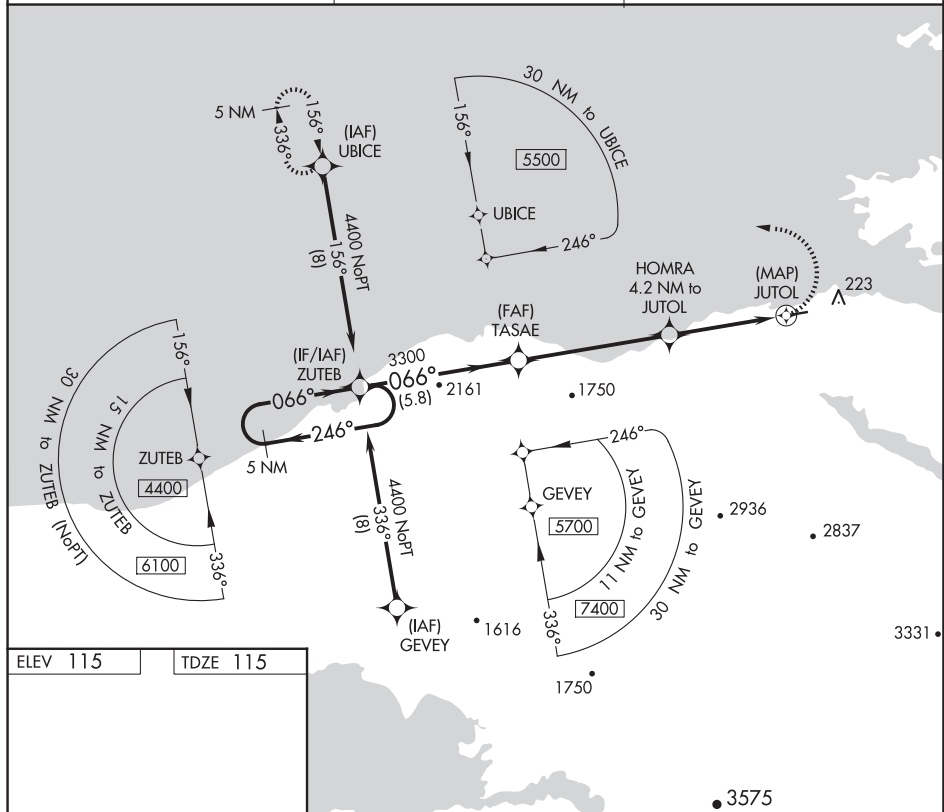 30 NM to UBICE
5 NM
156°
336°
(IAF)
UBICE
156°
5500
UBICE
246°
4400 NoPT
156°
(8)
HOMRA
4.2 NM to
JUTOL
(MAP)
JUTOL
223
(FAF)
TASAE
(IF/IAF)
ZUTEB
3300
066°
(5.8)
2161
1750
066°
246°
5 NM
156°
30 NM to ZUTEB (NoPT)
15 NM to ZUTEB
ZUTEB
4400
6100
336°
4400 NoPT
336°
(8)
(IAF)
GEVEY
246°
GEVEY
5700
11 NM to GEVEY
7400
30 NM to GEVEY
336°
2936
2837
1616
3331
1750
ELEV 115
TDZE 115
3575